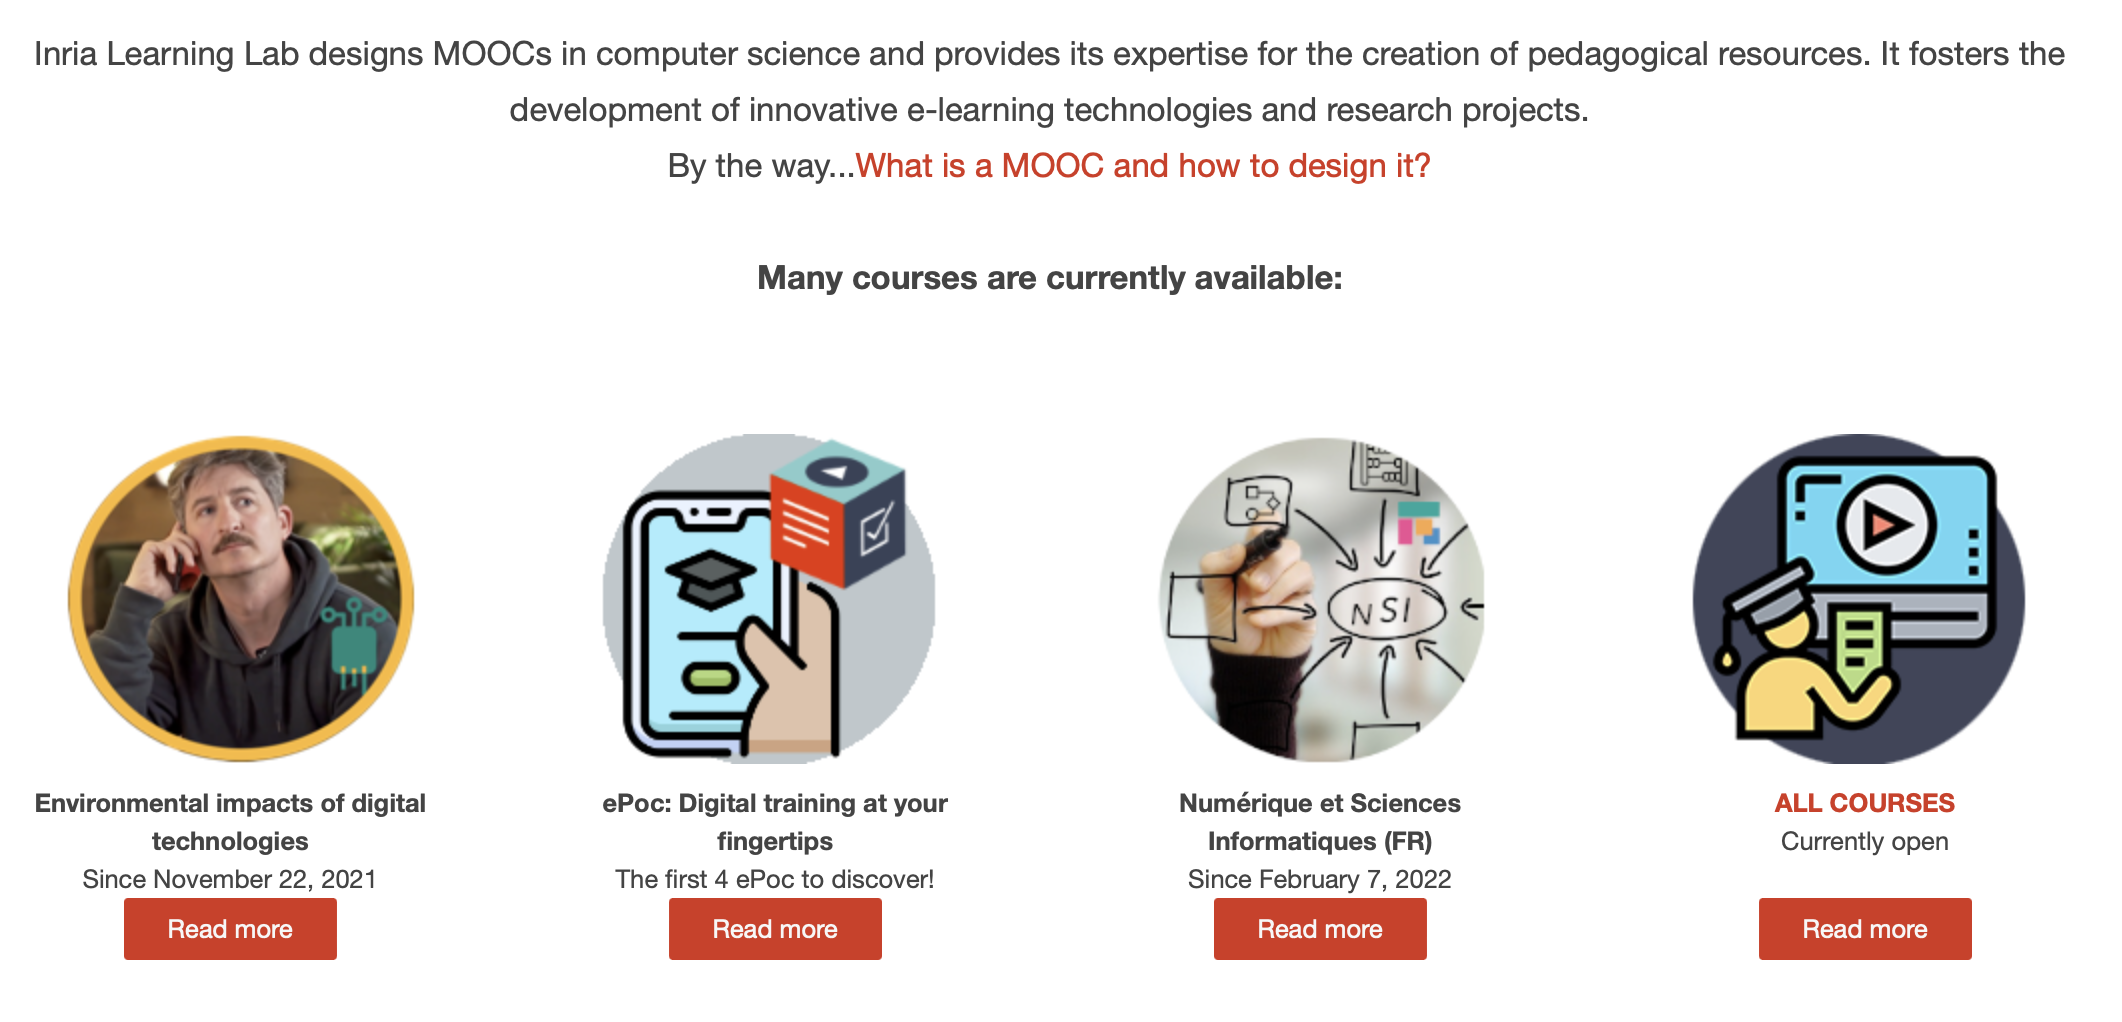 Inria Learning Lab designs MOOCs in computer science and provides its expertise for the creation of pedagogical resources. It fosters the
development of innovative e-learning technologies and research projects.
By the way...What is a MOOC and how to design it?
Many courses are currently available:
NSI
Environmental impacts of digital
technologies
Since November 22, 2021
Read more
ePoc: Digital training at your
fingertips
The first 4 ePoc to discover!
Read more
Numérique et Sciences
Informatiques (FR)
Since February 7, 2022
Read more
ALL COURSES
Currently open
Read more